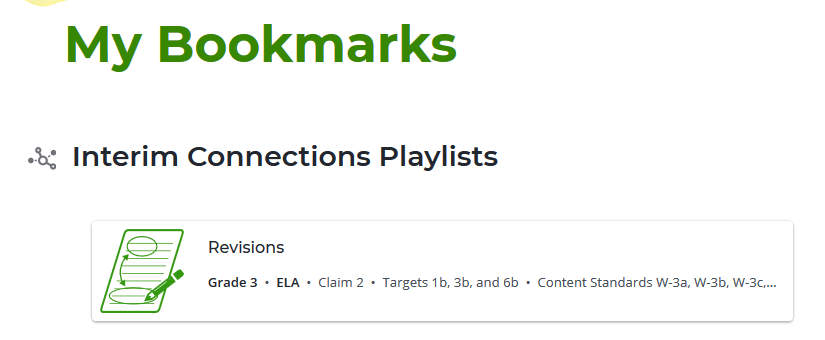 My Bookmarks
Interim Connections Playlists
Revisions
Grade 3 • ELA • Claim 2 • Targets 1b, 3b, and 6b • Content Standards W-3a, W-3b, W-3c,...